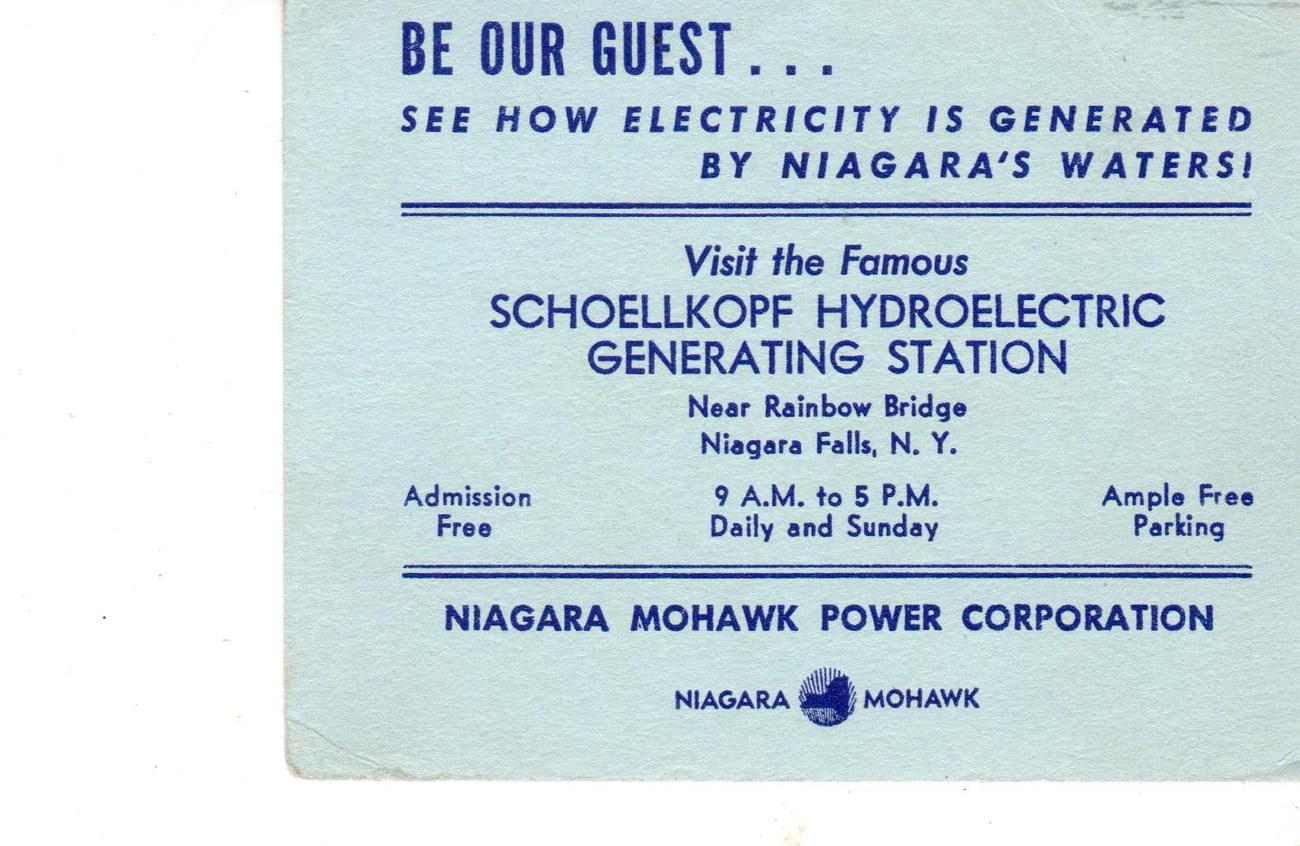 BE OUR GUEST . . .
SEE HOW ELECTRICITY IS GENERATED
BY NIAGARA'S WATERS!
Visit the Famous
SCHOELLKOPF HYDROELECTRIC
GENERATING STATION
Near Rainbow Bridge
Niagara Falls, N. Y.
Admission Free
9 A.M. to 5 P.M.
Daily and Sunday
Ample Free Parking
NIAGARA MOHAWK POWER CORPORATION
NIAGARA MOHAWK